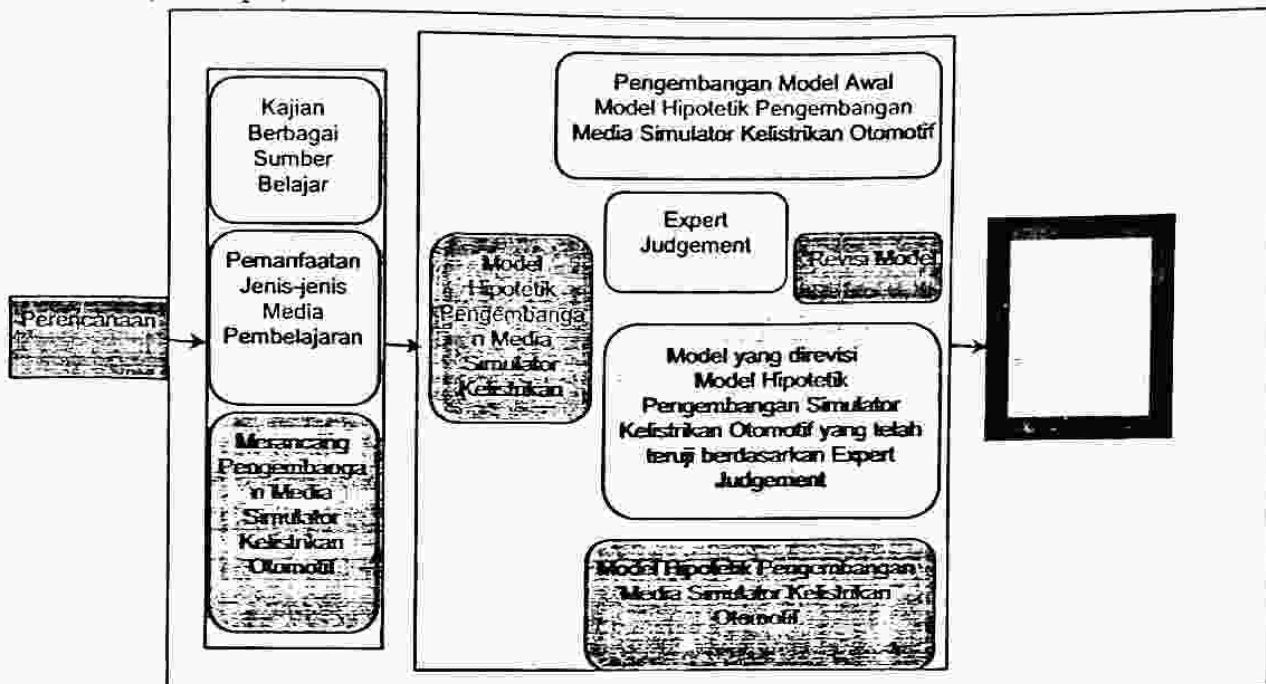 Perencanaan
Kajian
Berbagai
Sumber
Belajar
Pemanfaatan
Jenis-jenis
Media
Pembelajaran
Merancang
Pengembanga
n Media
Simulator
Kelistrikan
Otomotif
Model
Hipotetik
Pengembanga
n Media
Simulator
Kelistrikan
Pengembangan Model Awal
Model Hipotetik Pengembangan
Media Simulator Kelistrikan Otomotif
Expert
Judgement
Revisi Model
Model yang direvisi
Model Hipotetik
Pengembangan Simulator
Kelistrikan Otomotif yang telah
teruji berdasarkan Expert
Judgement
Model Hipotetik Pengembangan
Media Simulator Kelistrikan
Otomotif